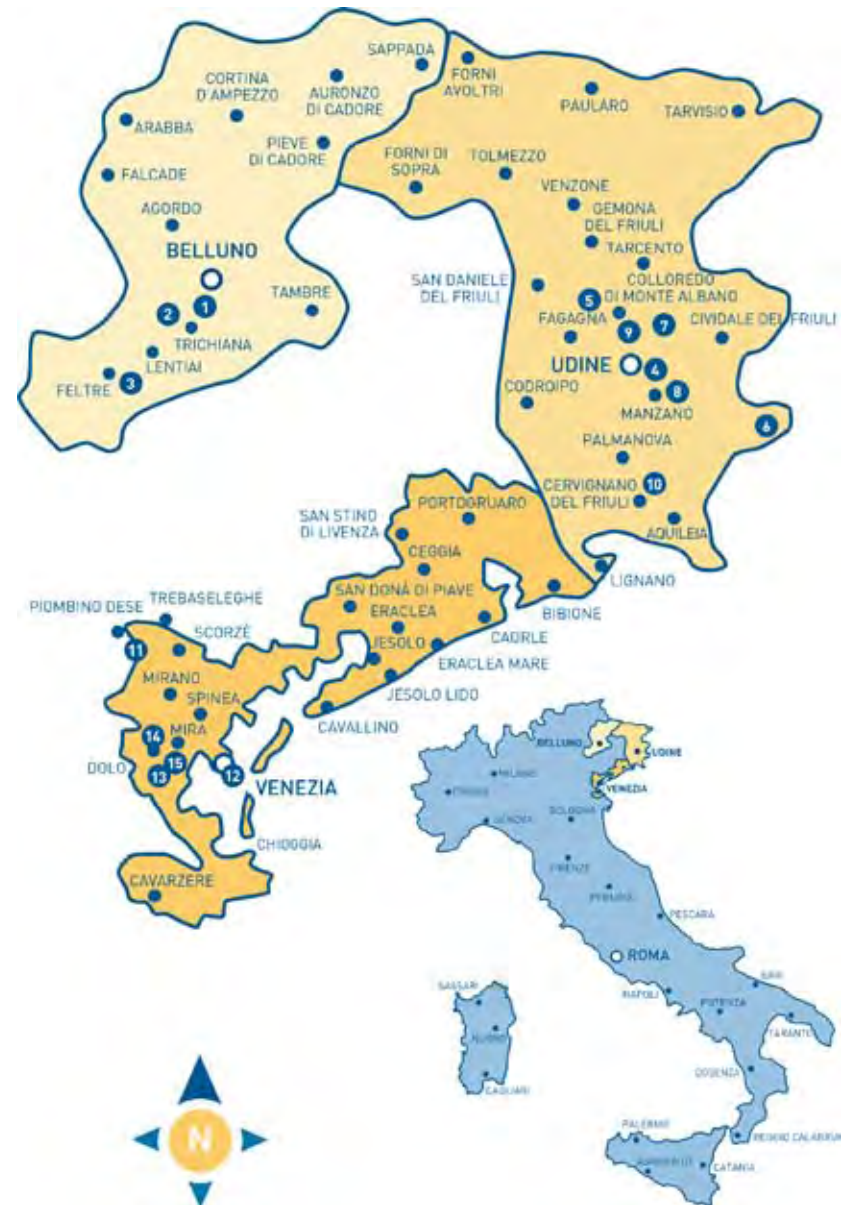 SAPPADA
CORTINA
D'AMPEZZO
AURONZO
DI CADORE
FORNI
AVOLTRI
PAULARO
TARVISIO
ARABBA
PIEVE
DI CADORE
FALCADE
FORNI DI
SOPRA
TOLMEZZO
VENZONE
AGORDO
GEMONA
DEL FRIULI
BELLUNO
TARCENTO
SAN DANIELE
DEL FRIULI
COLLOREDO
DI MONTE ALBANO
TAMBRE
5
1
2
9
7
CIVIDALE DEL FRIULI
TRICHIANA
FAGAGNA
LENTIAI
UDINE
4
FELTRE
3
8
CODROIPO
MANZANO
6
PALMANOVA
CERVIGNANO
DEL FRIULI
10
PORTOGRUARO
SAN STINO
DI LIVENZA
AQUILEIA
CEGGIA
LIGNANO
SAN DONÁ DI PIAVE
BIBIONE
TREBASELEGHE
PIOMBINO DESE
ERACLEA
CAORLE
SCORZÈ
11
JESOLO
ERACLEA MARE
MIRANO
JESOLO LIDO
SPINEA
CAVALLINO
14
MIRA
DOLO
15
13
12
VENEZIA
CHIOGGIA
CAVARZERE
BELLUNO
UDINE
MILANO
VENEZIA
BOLOGNA
GENOVA
FIRENZE
PESCARA
ROMA
SASSARI
NAPOLI
BARI
POTENZA
NUORO
TARANTO
COSENZA
CAGLIARI
PALERMO
REGGIO CALABRIA
CATANIA
N